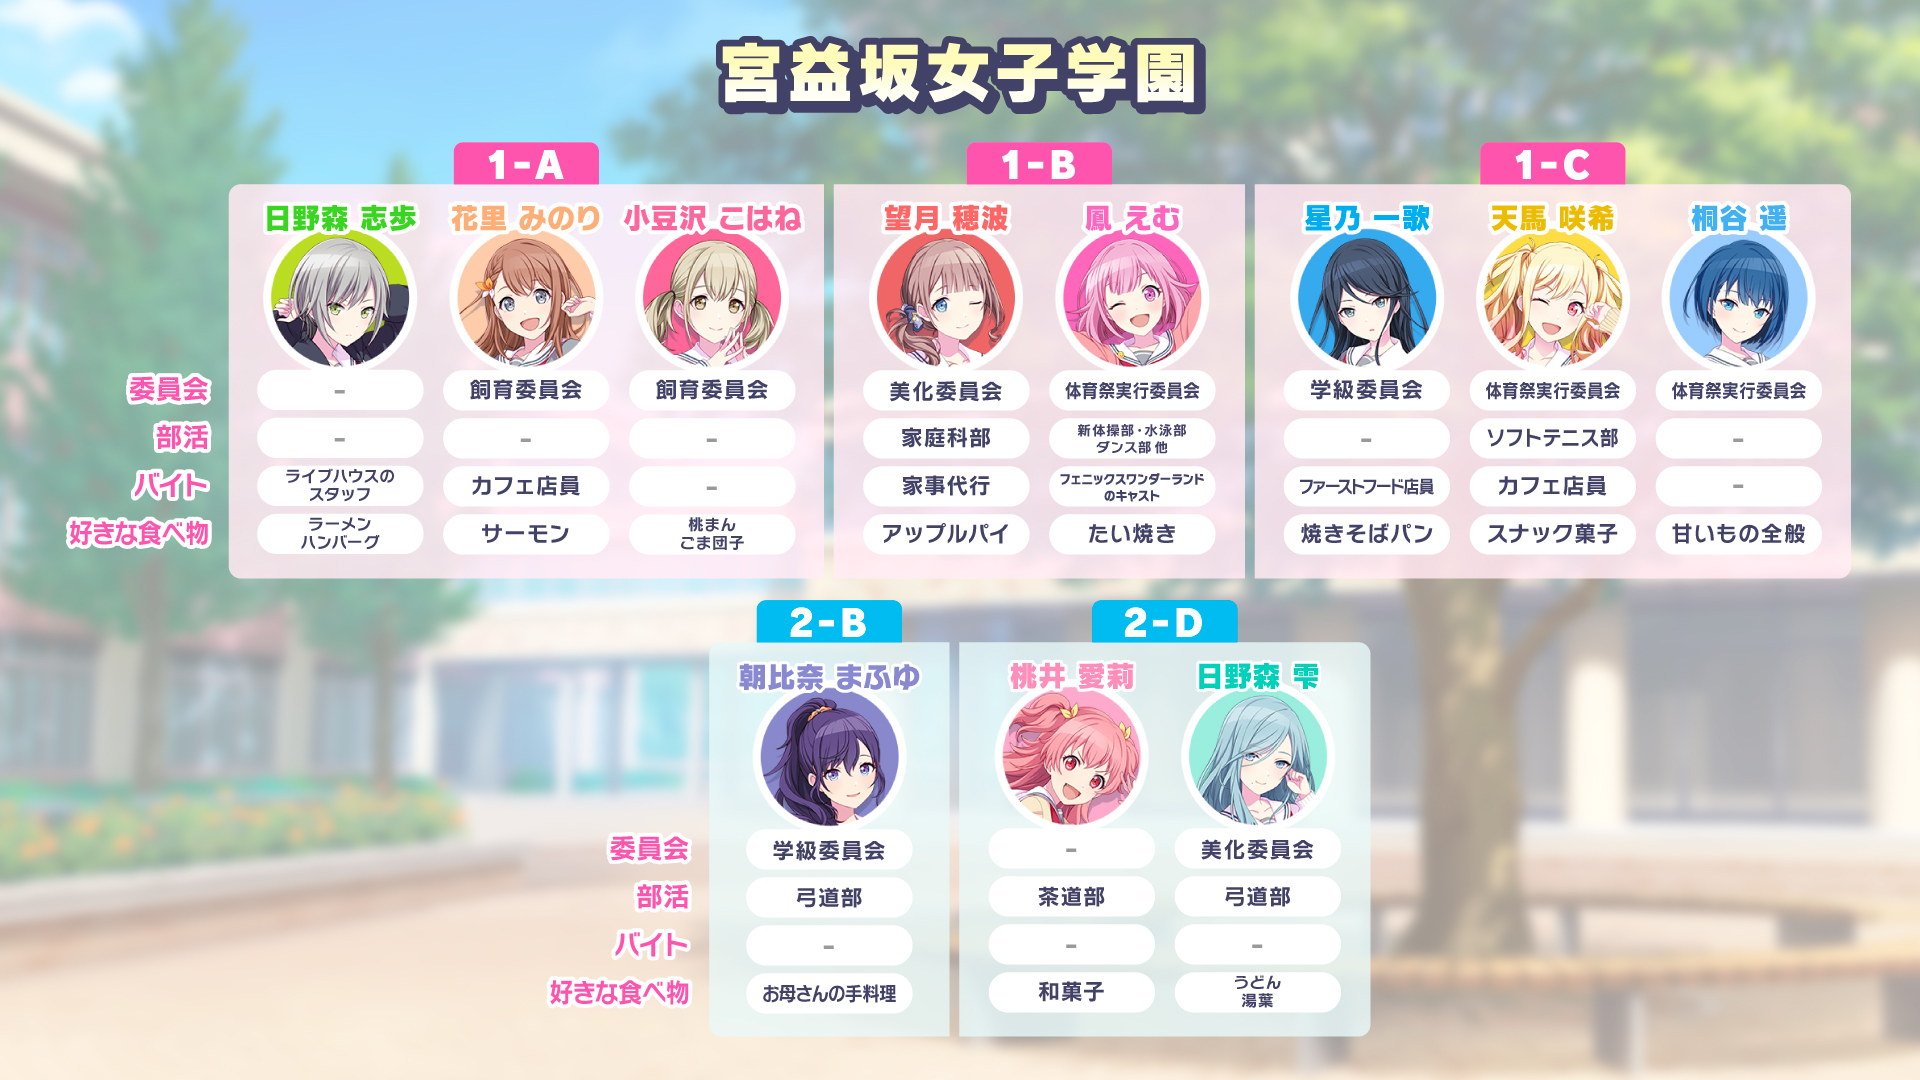 宮益坂女子学園
1-A
1-B
1-C
日野森 志歩
花里 みのり
小豆沢 こはね
望月 穂波
鳳 えむ
星乃 一歌
天馬 咲希
桐谷 遥
委員会
-
飼育委員会
飼育委員会
美化委員会
体育祭実行委員会
学級委員会
体育祭実行委員会
体育祭実行委員会
部活
-
-
-
家庭科部
新体操部・水泳部
ダンス部 他
-
ソフトテニス部
-
バイト
ライブハウスの
スタッフ
カフェ店員
-
家事代行
フェニックスワンダーランド
のキャスト
ファーストフード店員
カフェ店員
-
好きな食べ物
ラーメン
ハンバーグ
サーモン
桃まん
ごま団子
アップルパイ
たい焼き
焼きそばパン
スナック菓子
甘いもの全般
2-B
2-D
朝比奈 まふゆ
桃井 愛莉
日野森 雫
委員会
学級委員会
-
美化委員会
部活
弓道部
茶道部
弓道部
バイト
-
-
-
好きな食べ物
お母さんの手料理
和菓子
うどん
湯葉